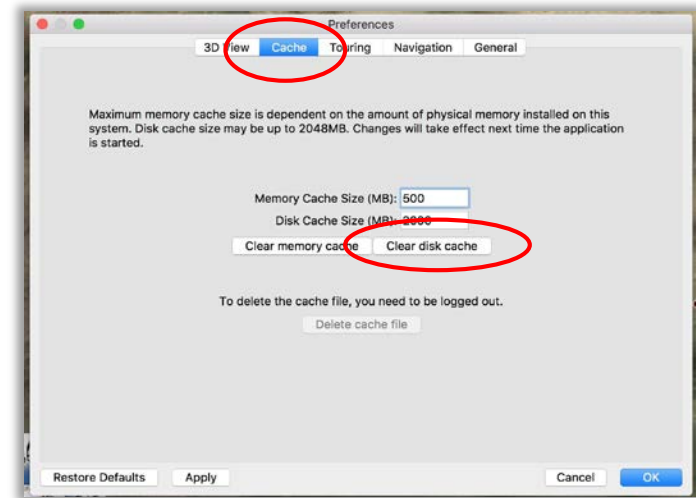 Preferences
3D View Cache Touring Navigation General
Maximum memory cache size is dependent on the amount of physical memory installed on this
system. Disk cache size may be up to 2048MB. Changes will take effect next time the application
is started.
Memory Cache Size (MB): 500
Disk Cache Size (MB): 2000
Clear memory cache Clear disk cache
To delete the cache file, you need to be logged out.
Delete cache file
Restore Defaults Apply Cancel OK